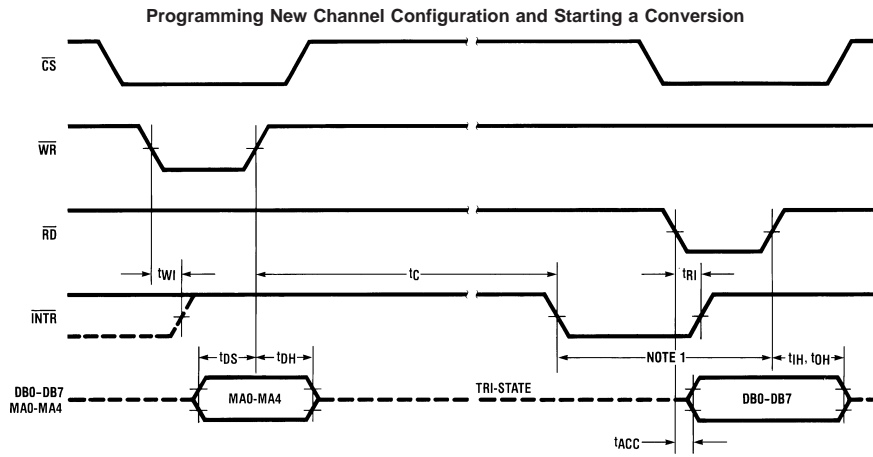 Programming New Channel Configuration and Starting a Conversion
CS
WR
RD
tWI
tC
tRI
INTR
tDS
tDH
NOTE 1
tIH, tOH
DB0-DB7
MA0-MA4
MA0-MA4
TRI-STATE
DB0-DB7
tACC